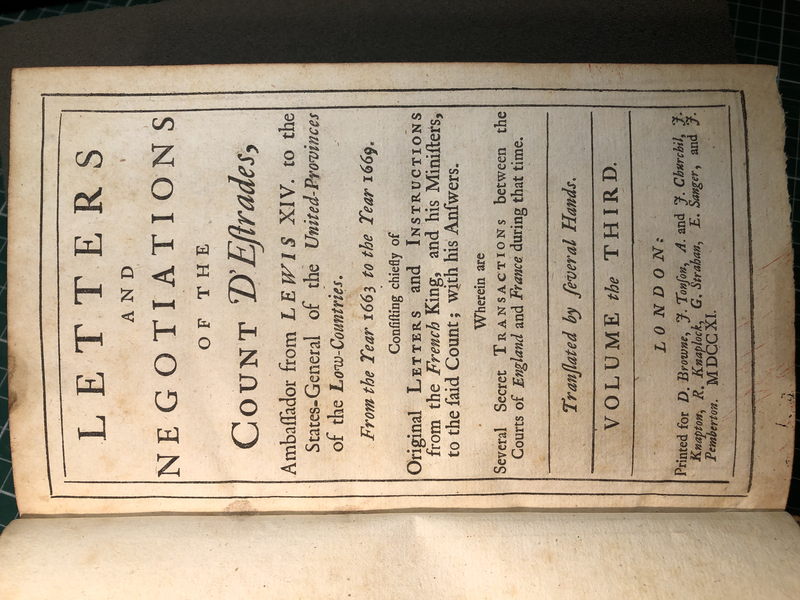 LETTERS
AND
NEGOTIATIONS
OF THE
COUNT D'Eſtrades,
Ambaſſador from LEWIS XIV. to the
States-General of the United-Provinces
of the Low-Countries.
From the Year 1663 to the Year 1669.
Conſiſting chiefly of
Original LETTERS and INSTRUCTIONS
from the French King, and his Miniſters,
to the ſaid Count; with his Anſwers.
Wherein are
Several Secret TRANSACTIONS between the
Courts of England and France during that time.
Tranſlated by ſeveral Hands.
VOLUME the THIRD.
LONDON:
Printed for D. Browne, J. Tonſon, A. and J. Churchil, J.
Knapton, R. Knaplock, G. Strahan, E. Sanger, and J.
Pemberton. MDCCXI.